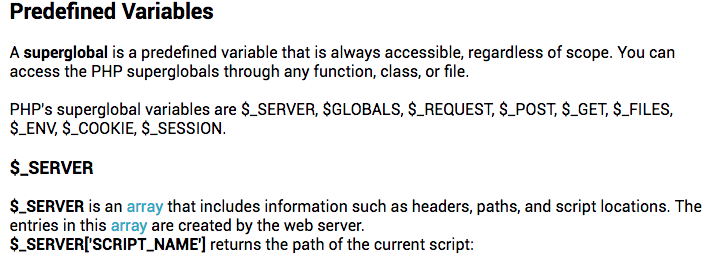 Predefined Variables
A superglobal is a predefined variable that is always accessible, regardless of scope. You can
access the PHP superglobals through any function, class, or file.
PHP's superglobal variables are $_SERVER, $GLOBALS, $_REQUEST, $_POST, $_GET, $_FILES,
$_ENV, $_COOKIE, $_SESSION.
$_SERVER
$_SERVER is an array that includes information such as headers, paths, and script locations. The
entries in this array are created by the web server.
$_SERVER['SCRIPT_NAME'] returns the path of the current script: